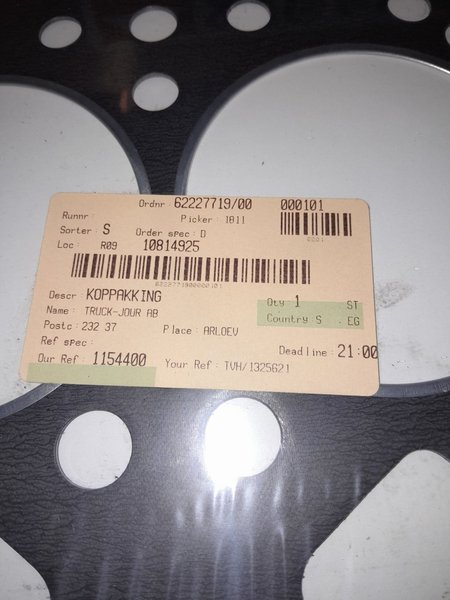 Ordnr 62227719/00 000101
Runnr : Picker : 1811
Sorter : S Order spec : D
Loc : R09 10814925
Descr : KOPPAKKING Qty 1 ST
Name : TRUCK-JOUR AB Country S . EG
Postc : 232 37 Place : ARLOEV
Ref spec : Deadline : 21:00
Our Ref : 1154400 Your Ref : TVH/1325621